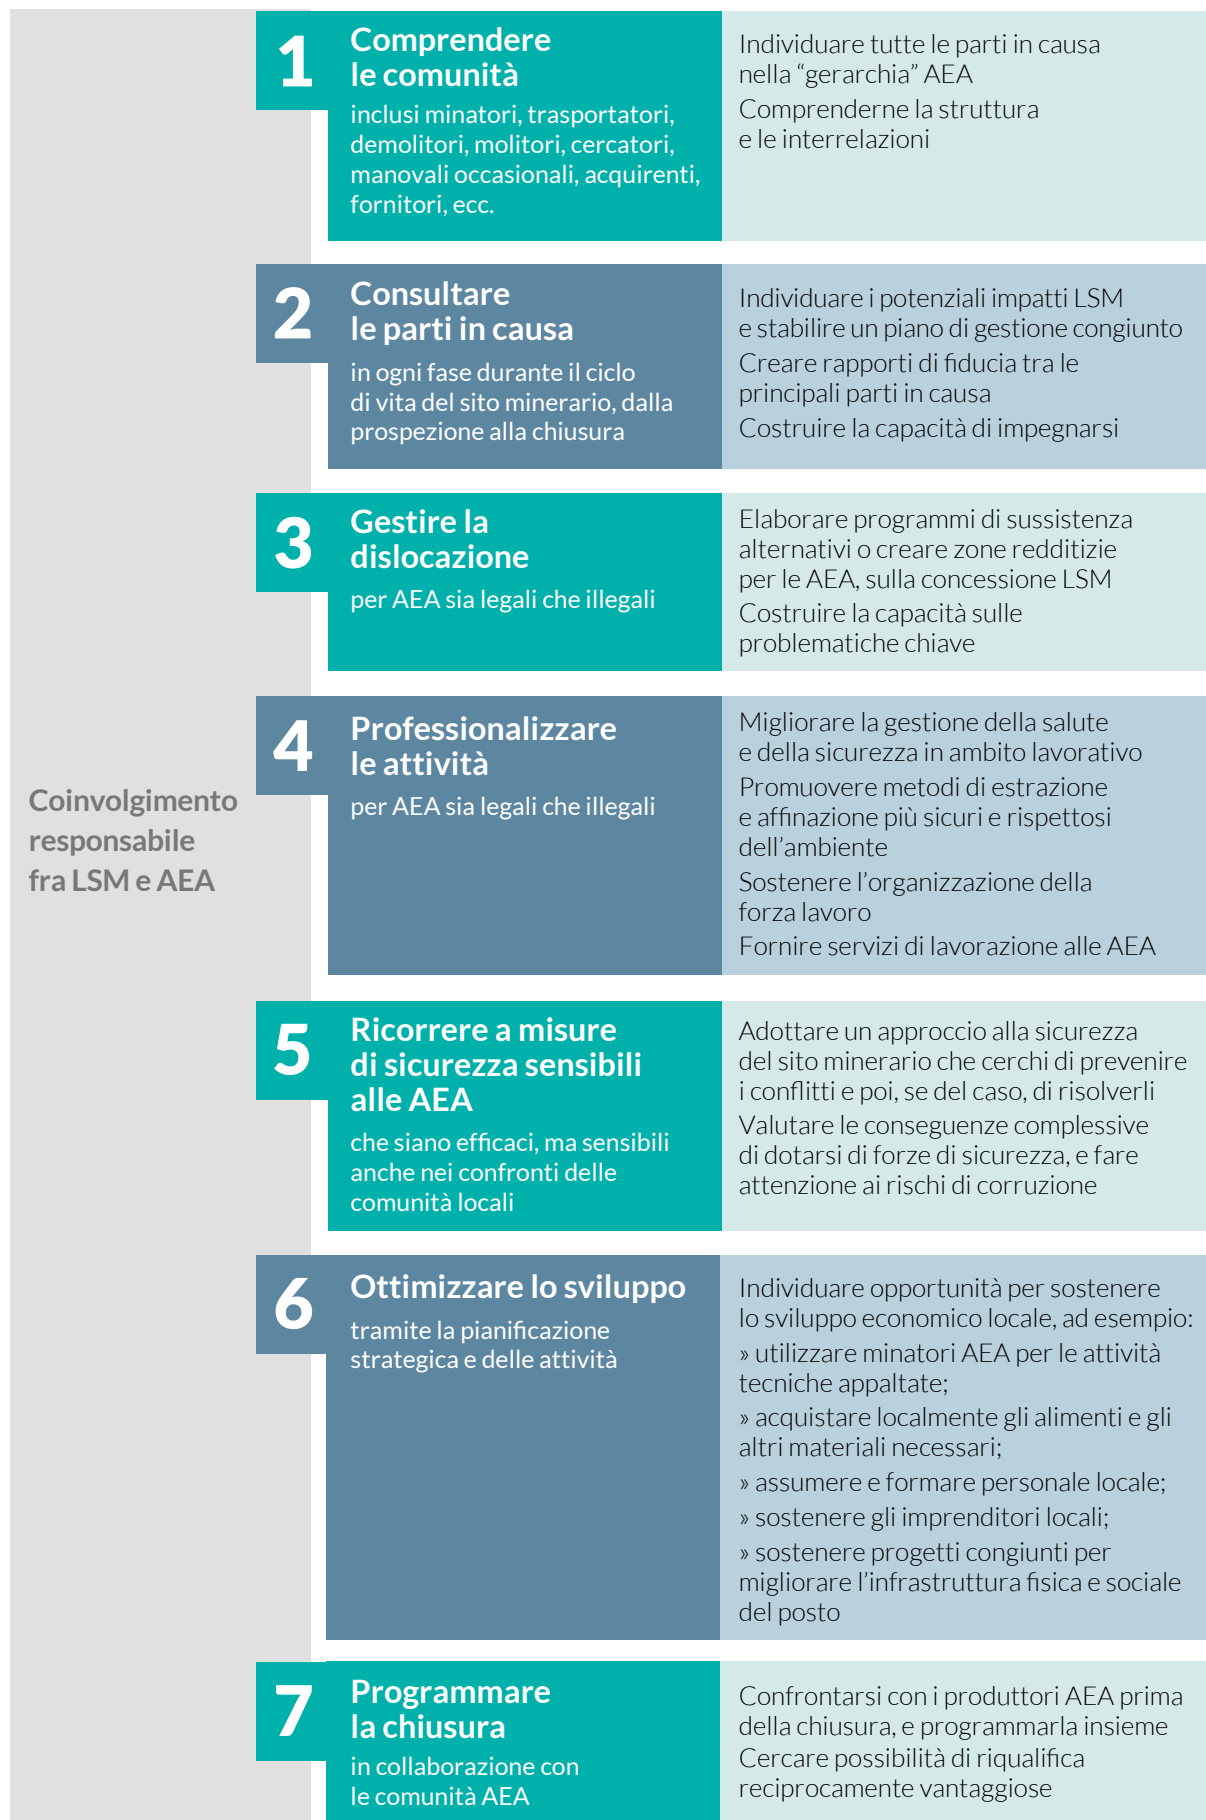 Coinvolgimento
responsabile
fra LSM e AEA
1
Comprendere
le comunità
inclusi minatori, trasportatori,
demolitori, molitori, cercatori,
manovali occasionali, acquirenti,
fornitori, ecc.
Individuare tutte le parti in causa
nella “gerarchia” AEA
Comprenderne la struttura
e le interrelazioni
2
Consultare
le parti in causa
in ogni fase durante il ciclo
di vita del sito minerario, dalla
prospezione alla chiusura
Individuare i potenziali impatti LSM
e stabilire un piano di gestione congiunto
Creare rapporti di fiducia tra le
principali parti in causa
Costruire la capacità di impegnarsi
3
Gestire la
dislocazione
per AEA sia legali che illegali
Elaborare programmi di sussistenza
alternativi o creare zone redditizie
per le AEA, sulla concessione LSM
Costruire la capacità sulle
problematiche chiave
4
Professionalizzare
le attività
per AEA sia legali che illegali
Migliorare la gestione della salute
e della sicurezza in ambito lavorativo
Promuovere metodi di estrazione
e affinazione più sicuri e rispettosi
dell’ambiente
Sostenere l’organizzazione della
forza lavoro
Fornire servizi di lavorazione alle AEA
5
Ricorrere a misure
di sicurezza sensibili
alle AEA
che siano efficaci, ma sensibili
anche nei confronti delle
comunità locali
Adottare un approccio alla sicurezza
del sito minerario che cerchi di prevenire
i conflitti e poi, se del caso, di risolverli
Valutare le conseguenze complessive
di dotarsi di forze di sicurezza, e fare
attenzione ai rischi di corruzione
6
Ottimizzare lo sviluppo
tramite la pianificazione
strategica e delle attività
Individuare opportunità per sostenere
lo sviluppo economico locale, ad esempio:
» utilizzare minatori AEA per le attività
tecniche appaltate;
» acquistare localmente gli alimenti e gli
altri materiali necessari;
» assumere e formare personale locale;
» sostenere gli imprenditori locali;
» sostenere progetti congiunti per
migliorare l’infrastruttura fisica e sociale
del posto
7
Programmare
la chiusura
in collaborazione con
le comunità AEA
Confrontarsi con i produttori AEA prima
della chiusura, e programmarla insieme
Cercare possibilità di riqualifica
reciprocamente vantaggiose